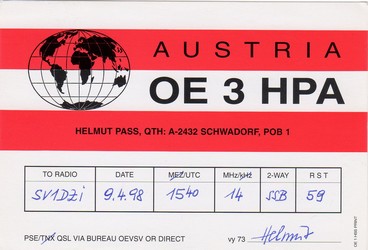 AUSTRIA
OE 3 HPA
HELMUT PASS, QTH: A-2432 SCHWADORF, POB 1
TO RADIO DATE MEZ/UTC MHz/kHz 2-WAY R S T
SV1DZi 9.4.98 1540 14 SSB 59
PSE/TNX QSL VIA BUREAU OEVSV OR DIRECT vy 73 Helmut